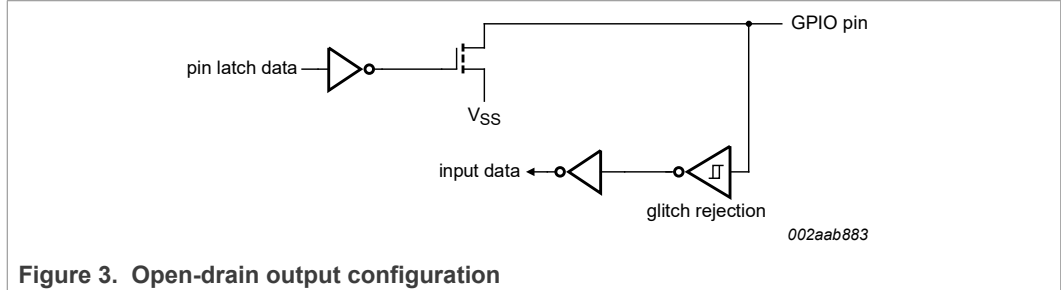 GPIO pin
pin latch data
VSS
input data
glitch rejection
002aab883
Figure 3. Open-drain output configuration